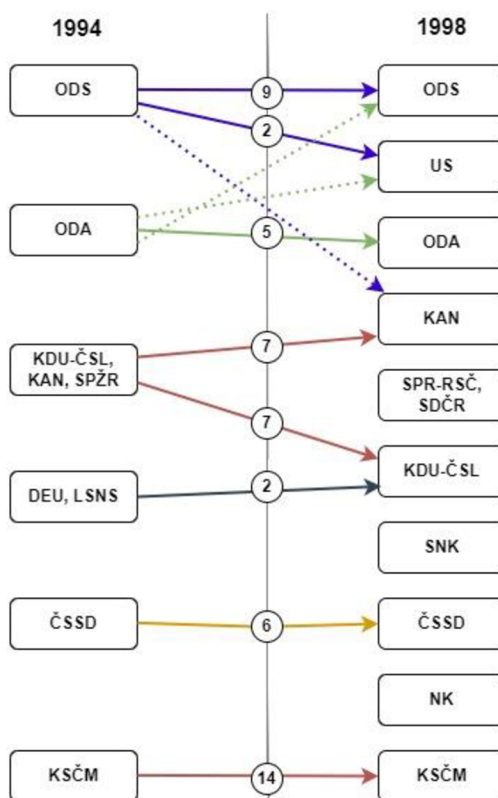 1994
1998
ODS
9
ODS
2
US
ODA
5
ODA
KAN
KDU-ČSL,
KAN, SPŽR
7
SPR-RSČ,
SDČR
7
KDU-ČSL
DEU, LSNS
2
SNK
ČSSD
6
ČSSD
NK
KSČM
14
KSČM